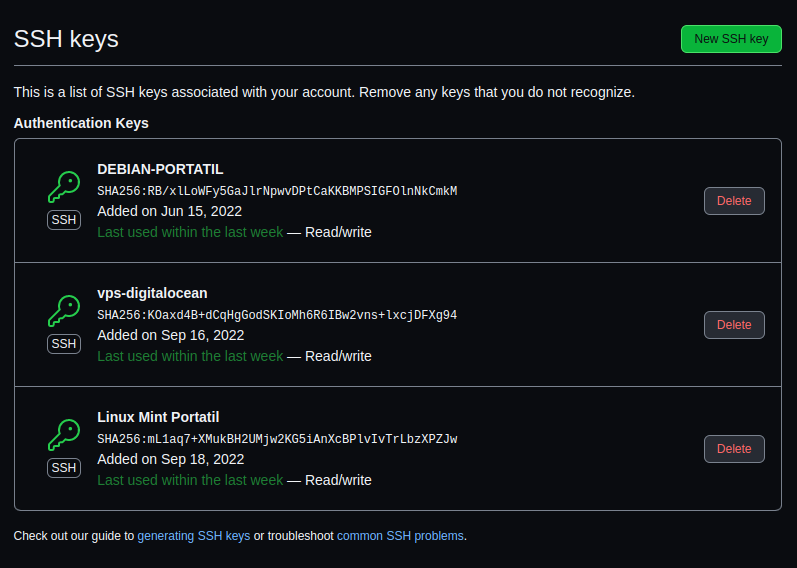 SSH keys
New SSH key
This is a list of SSH keys associated with your account. Remove any keys that you do not recognize.
Authentication Keys
DEBIAN-PORTATIL
SHA256:RB/xlLoWFy5GaJlrNpwvDPtCaKKBMPSIGFOlnNkCmkM
Added on Jun 15, 2022
Last used within the last week — Read/write
SSH
Delete
vps-digitalocean
SHA256:KOaxd4B+dCqHgGodSKIoMh6R6IBw2vns+lxcjDFXg94
Added on Sep 16, 2022
Last used within the last week — Read/write
SSH
Delete
Linux Mint Portatil
SHA256:mL1aq7+XMukBH2UMjw2KG5iAnXcBPlvIvTrLbzXPZJw
Added on Sep 18, 2022
Last used within the last week — Read/write
SSH
Delete
Check out our guide to generating SSH keys or troubleshoot common SSH problems.